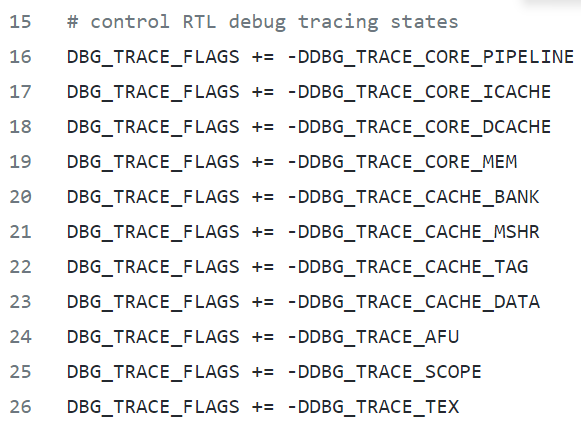 15 # control RTL debug tracing states
16 DBG_TRACE_FLAGS += -DDBG_TRACE_CORE_PIPELINE
17 DBG_TRACE_FLAGS += -DDBG_TRACE_CORE_ICACHE
18 DBG_TRACE_FLAGS += -DDBG_TRACE_CORE_DCACHE
19 DBG_TRACE_FLAGS += -DDBG_TRACE_CORE_MEM
20 DBG_TRACE_FLAGS += -DDBG_TRACE_CACHE_BANK
21 DBG_TRACE_FLAGS += -DDBG_TRACE_CACHE_MSHR
22 DBG_TRACE_FLAGS += -DDBG_TRACE_CACHE_TAG
23 DBG_TRACE_FLAGS += -DDBG_TRACE_CACHE_DATA
24 DBG_TRACE_FLAGS += -DDBG_TRACE_AFU
25 DBG_TRACE_FLAGS += -DDBG_TRACE_SCOPE
26 DBG_TRACE_FLAGS += -DDBG_TRACE_TEX